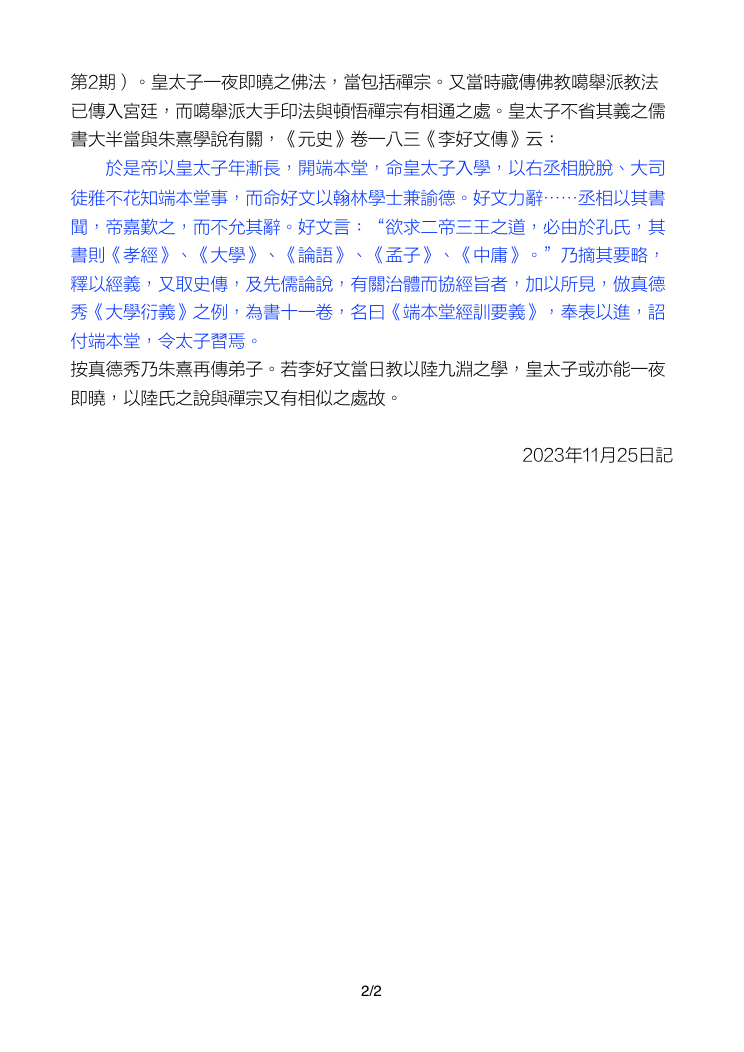 第2期）。皇太子一夜即曉之佛法，當包括禪宗。又當時藏傳佛教噶舉派教法
已傳入宮廷，而噶舉派大手印法與頓悟禪宗有相通之處。皇太子不省其義之儒
書大半當與朱熹學說有關，《元史》卷一八三《李好文傳》云：
於是帝以皇太子年漸長，開端本堂，命皇太子入學，以右丞相脫脫、大司
徒雅不花知端本堂事，而命好文以翰林學士兼諭德。好文力辭……丞相以其書
聞，帝嘉歎之，而不允其辭。好文言：“欲求二帝三王之道，必由於孔氏，其
書則《孝經》、《大學》、《論語》、《孟子》、《中庸》。”乃摘其要略，
釋以經義，又取史傳，及先儒論說，有關治體而協經旨者，加以所見，倣真德
秀《大學衍義》之例，為書十一卷，名曰《端本堂經訓要義》，奉表以進，詔
付端本堂，令太子習焉。
按真德秀乃朱熹再傳弟子。若李好文當日教以陸九淵之學，皇太子或亦能一夜
即曉，以陸氏之說與禪宗又有相似之處故。
2023年11月25日記
2/2